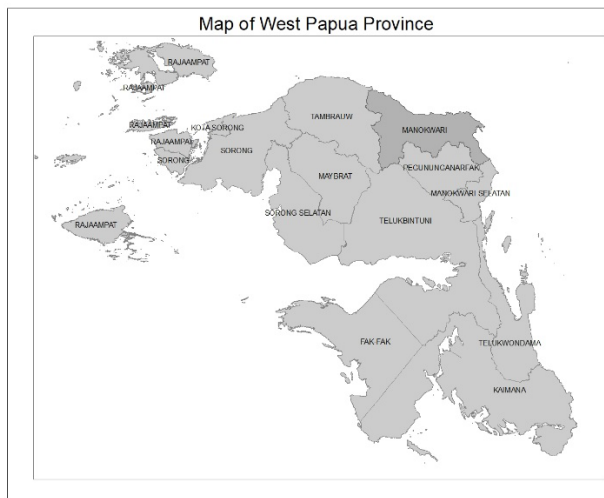 Map of West Papua Province
RAJAAMPAT
RAJAAMPAT
RAJAAMPAT
KOTA SORONG
TAMBRAUW
MANOKWARI
RAJAAMPAT
SORONG
SORONG
PEGUNUNGANARFAK
MAYBRAT
MANOKWARI SELATAN
SORONG SELATAN
RAJAAMPAT
TELUKBINTUNI
FAK FAK
TELUKWONDAMA
KAIMANA